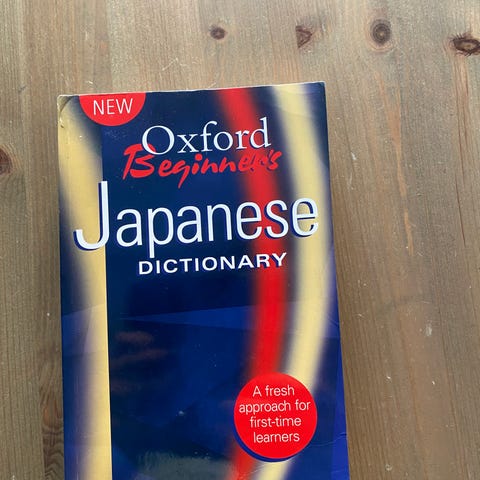 NEW
Oxford
Beginner's
Japanese
DICTIONARY
A fresh
approach for
first-time
learners